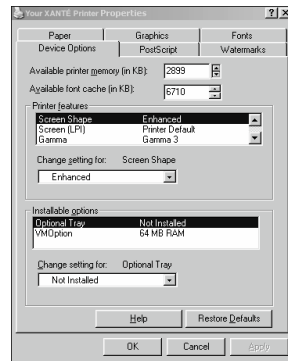 Your XANTÉ Printer Properties
Paper Graphics Fonts
Device Options PostScript Watermarks
Available printer memory (in KB): 2899
Available font cache (in KB): 6710
Printer features
Screen Shape Enhanced
Screen (LPI) Printer Default
Gamma Gamma 3
Change setting for: Screen Shape
Enhanced
Installable options
Optional Tray Not Installed
VMOption 64 MB RAM
Change setting for: Optional Tray
Not Installed
Help Restore Defaults
OK Cancel Apply